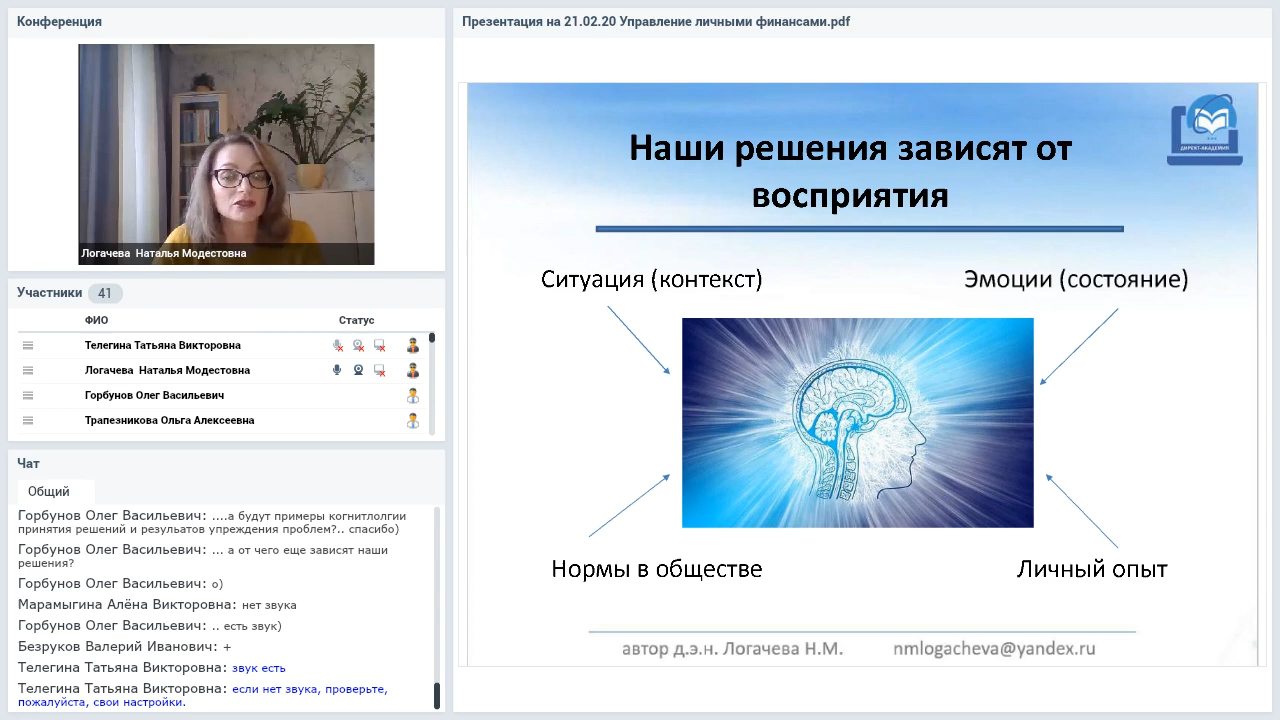 Конференция
Логачева  Наталья Модестовна
Участники 41
ФИО Статус
Телегина Татьяна Викторовна
Логачева  Наталья Модестовна
Горбунов Олег Васильевич
Трапезникова Ольга Алексеевна
Чат
Общий
Горбунов Олег Васильевич: ....а будут примеры когнитлолгии
принятия решений и резульатов упреждения проблем?.. спасибо)
Горбунов Олег Васильевич: ... а от чего еще зависят наши
решения?
Горбунов Олег Васильевич: о)
Марамыгина Алёна Викторовна: нет звука
Горбунов Олег Васильевич: .. есть звук)
Безруков Валерий Иванович: +
Телегина Татьяна Викторовна: звук есть
Телегина Татьяна Викторовна: если нет звука, проверьте,
пожалуйста, свои настройки.
Презентация на 21.02.20 Управление личными финансами.pdf
ДИРЕКТ-АКАДЕМИЯ
Наши решения зависят от
восприятия
Ситуация (контекст)
Эмоции (состояние)
Нормы в обществе
Личный опыт
автор д.э.н. Логачева Н.М. nmlogacheva@yandex.ru